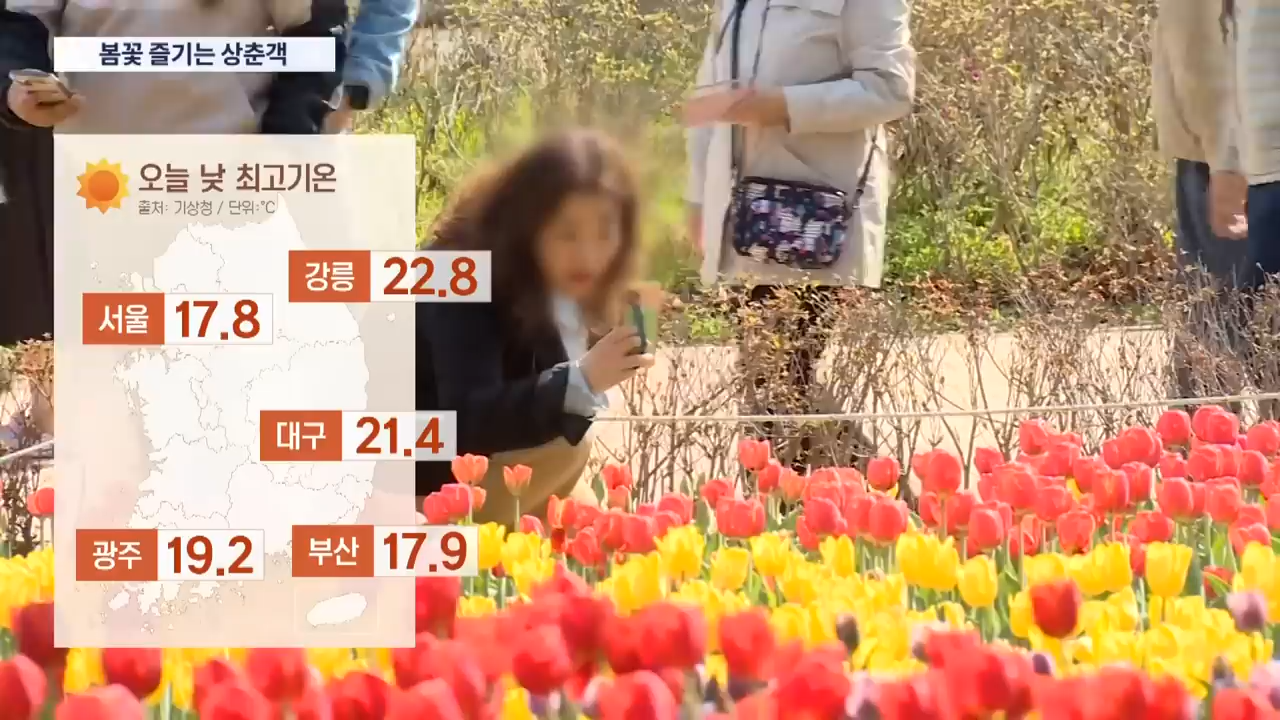 봄꽃 즐기는 상춘객
오늘 낮 최고기온
출처: 기상청 / 단위:℃
강릉 22.8
서울 17.8
대구 21.4
광주 19.2
부산 17.9